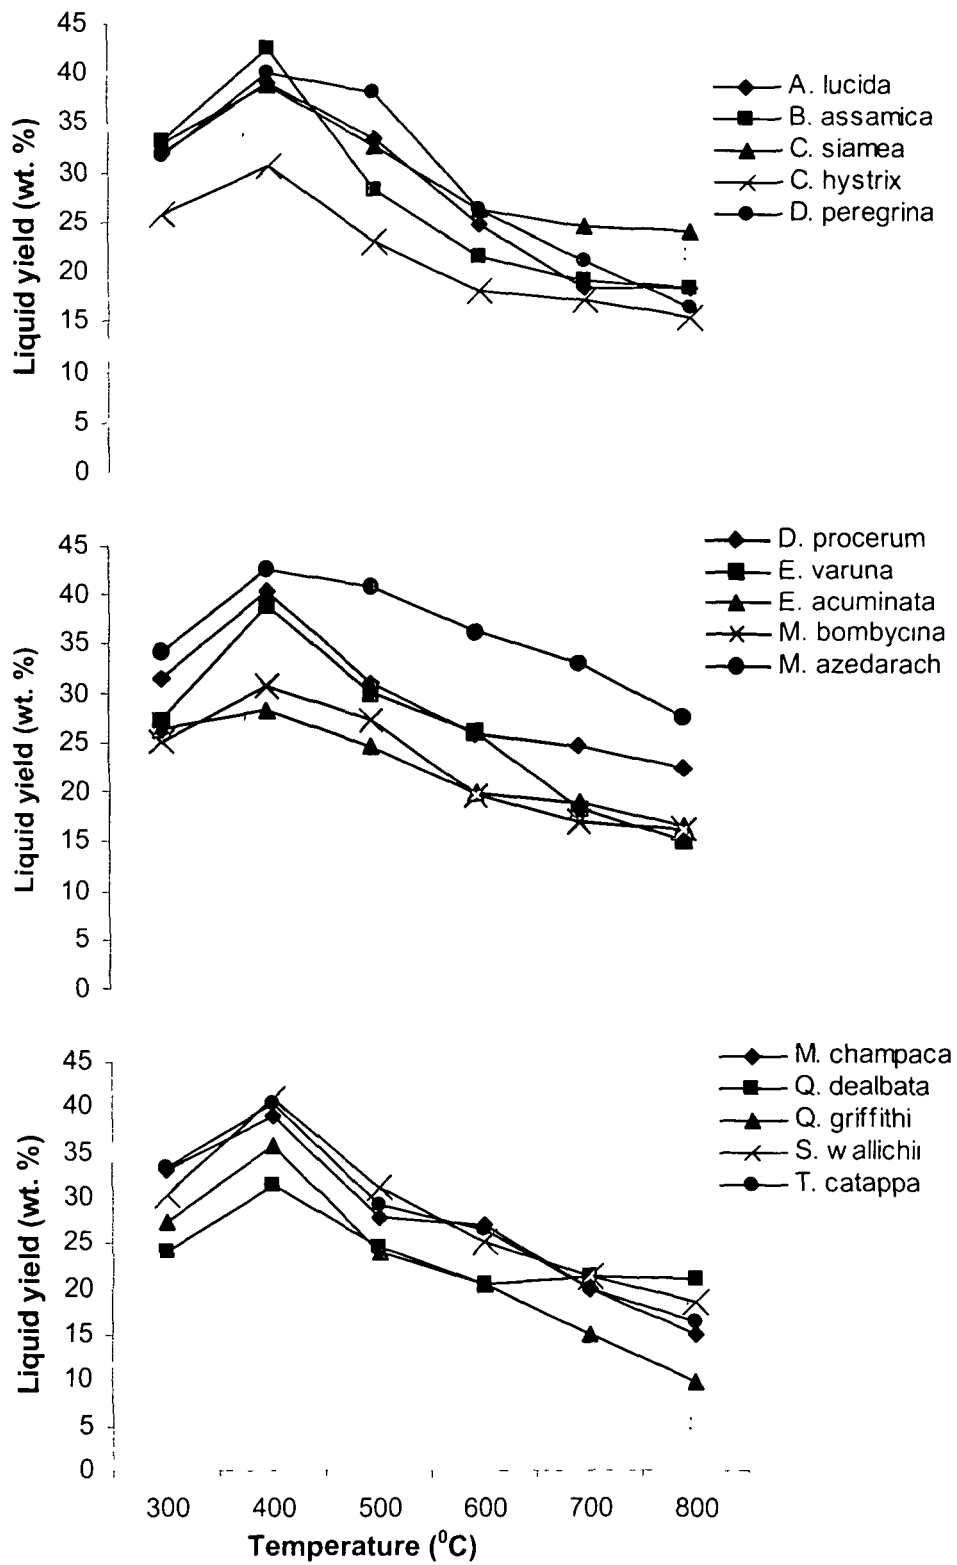 45
40
35
30
25
20
15
10
5
0
Liquid yield (wt. %)
A. lucida
B. assamica
C. siamea
C. hystrix
D. peregrina
45
40
35
30
25
20
15
10
5
0
Liquid yield (wt. %)
D. procerum
E. varuna
E. acuminata
M. bombycina
M. azedarach
45
40
35
30
25
20
15
10
5
0
Liquid yield (wt. %)
M. champaca
Q. dealbata
Q. griffithi
S. wallichii
T. catappa
300 400 500 600 700 800
Temperature (⁰C)